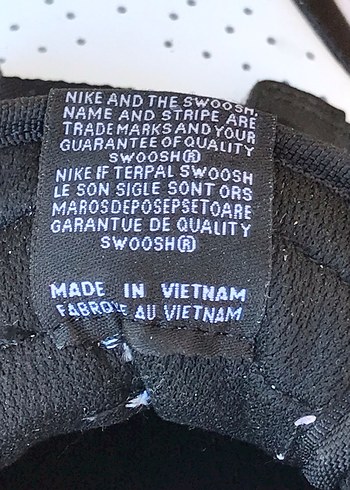 NIKE AND THE SWOOSH
NAME AND STRIPE ARE
TRADEMARKS AND YOUR
GUARANTEE OF QUALITY
SWOOSH®
NIKE IF TERPAL SWOOSH
LE SON SIGLE SONT ORS
MAROSDEPOSEPSETOARE
GARANTUE DE QUALITY
SWOOSH®
MADE IN VIETNAM
FABRQVE AU VIETNAM